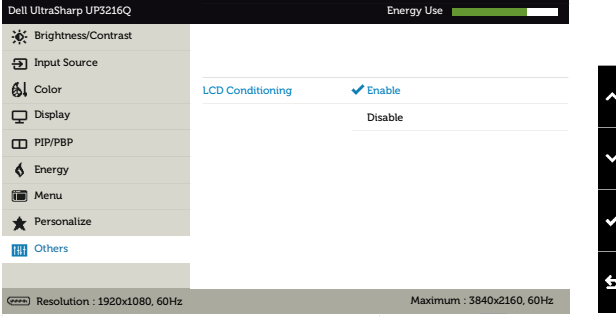 Dell UltraSharp UP3216Q Energy Use
Brightness/Contrast
Input Source
Color
Display
PIP/PBP
Energy
Menu
Personalize
Others
LCD Conditioning Enable
Disable
Resolution : 1920x1080, 60Hz Maximum : 3840x2160, 60Hz